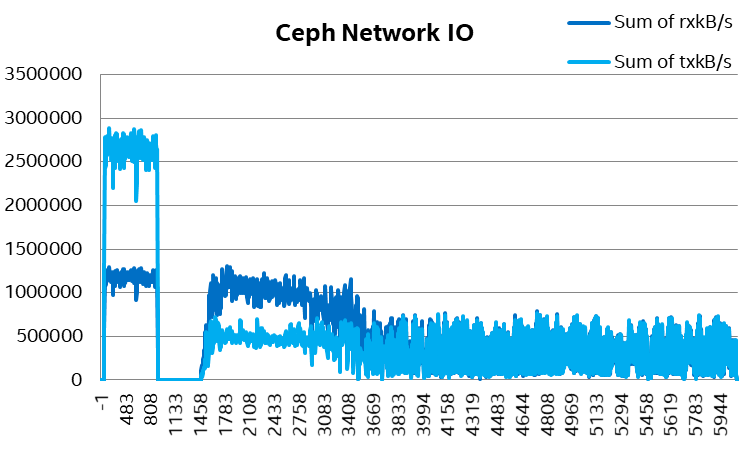 Ceph Network IO
Sum of rxkB/s
Sum of txkB/s
3500000
3000000
2500000
2000000
1500000
1000000
500000
0
-1 483 808 1133 1458 1783 2108 2433 2758 3083 3408 3669 3833 3994 4158 4319 4483 4644 4808 4969 5133 5294 5458 5619 5783 5944